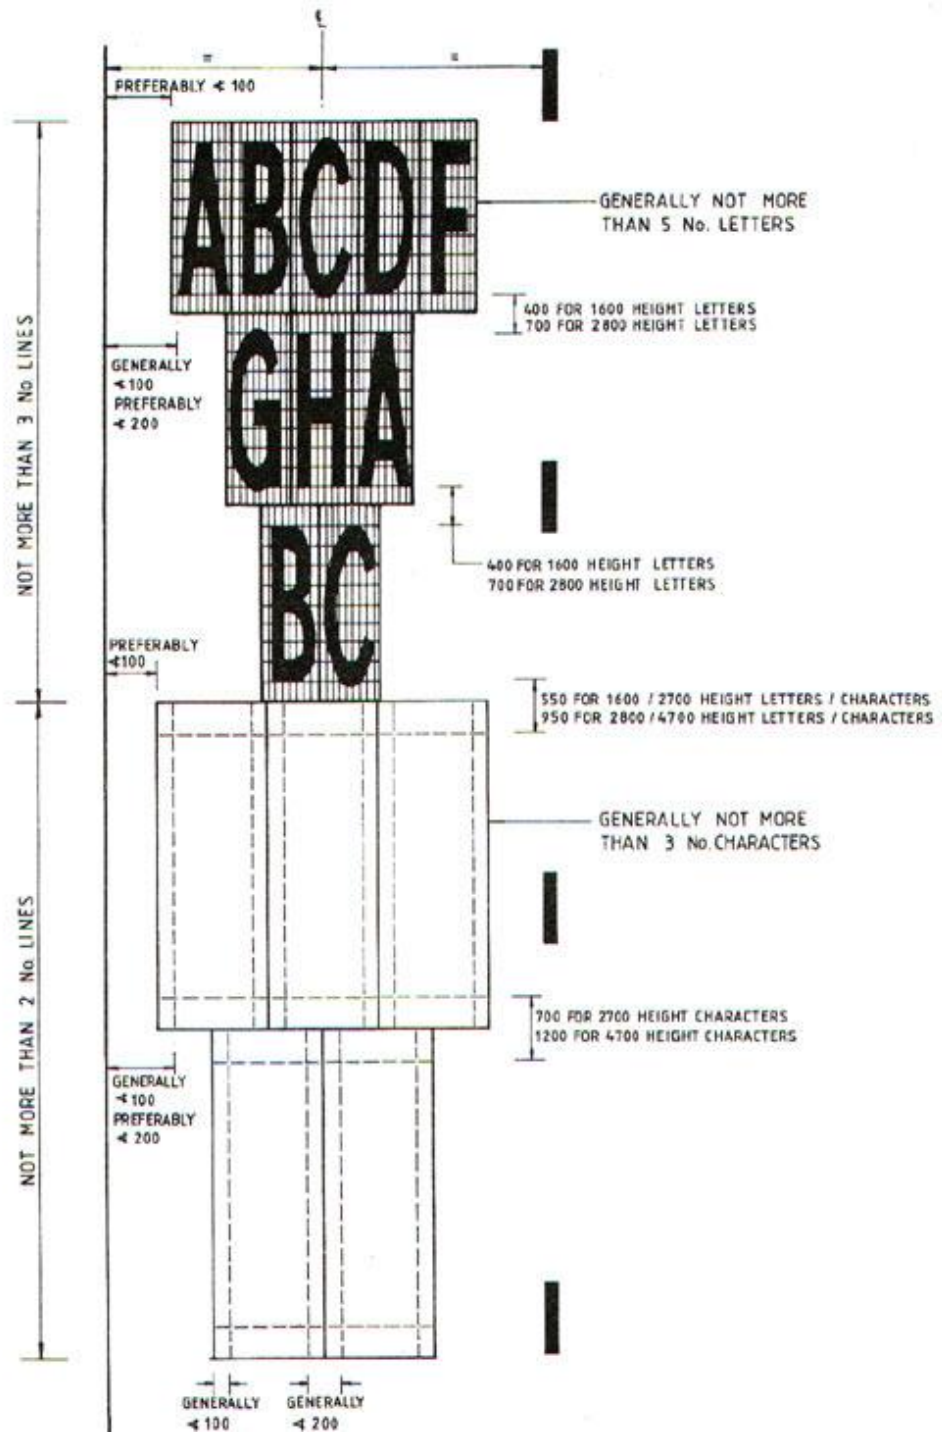 ℄
=
=
PREFERABLY ≮ 100
ABCDF
GENERALLY NOT MORE
THAN 5 No. LETTERS
400 FOR 1600 HEIGHT LETTERS
700 FOR 2800 HEIGHT LETTERS
NOT MORE THAN 3 No LINES
GHA
GENERALLY
≮100
PREFERABLY
≮ 200
400 FOR 1600 HEIGHT LETTERS
700 FOR 2800 HEIGHT LETTERS
BC
PREFERABLY
≮100
550 FOR 1600 / 2700 HEIGHT LETTERS / CHARACTERS
950 FOR 2800 / 4700 HEIGHT LETTERS / CHARACTERS
GENERALLY NOT MORE
THAN 3 No. CHARACTERS
NOT MORE THAN 2 No LINES
700 FOR 2700 HEIGHT CHARACTERS
1200 FOR 4700 HEIGHT CHARACTERS
GENERALLY
≮ 100
PREFERABLY
≮ 200
GENERALLY
≮ 100
GENERALLY
≮ 200